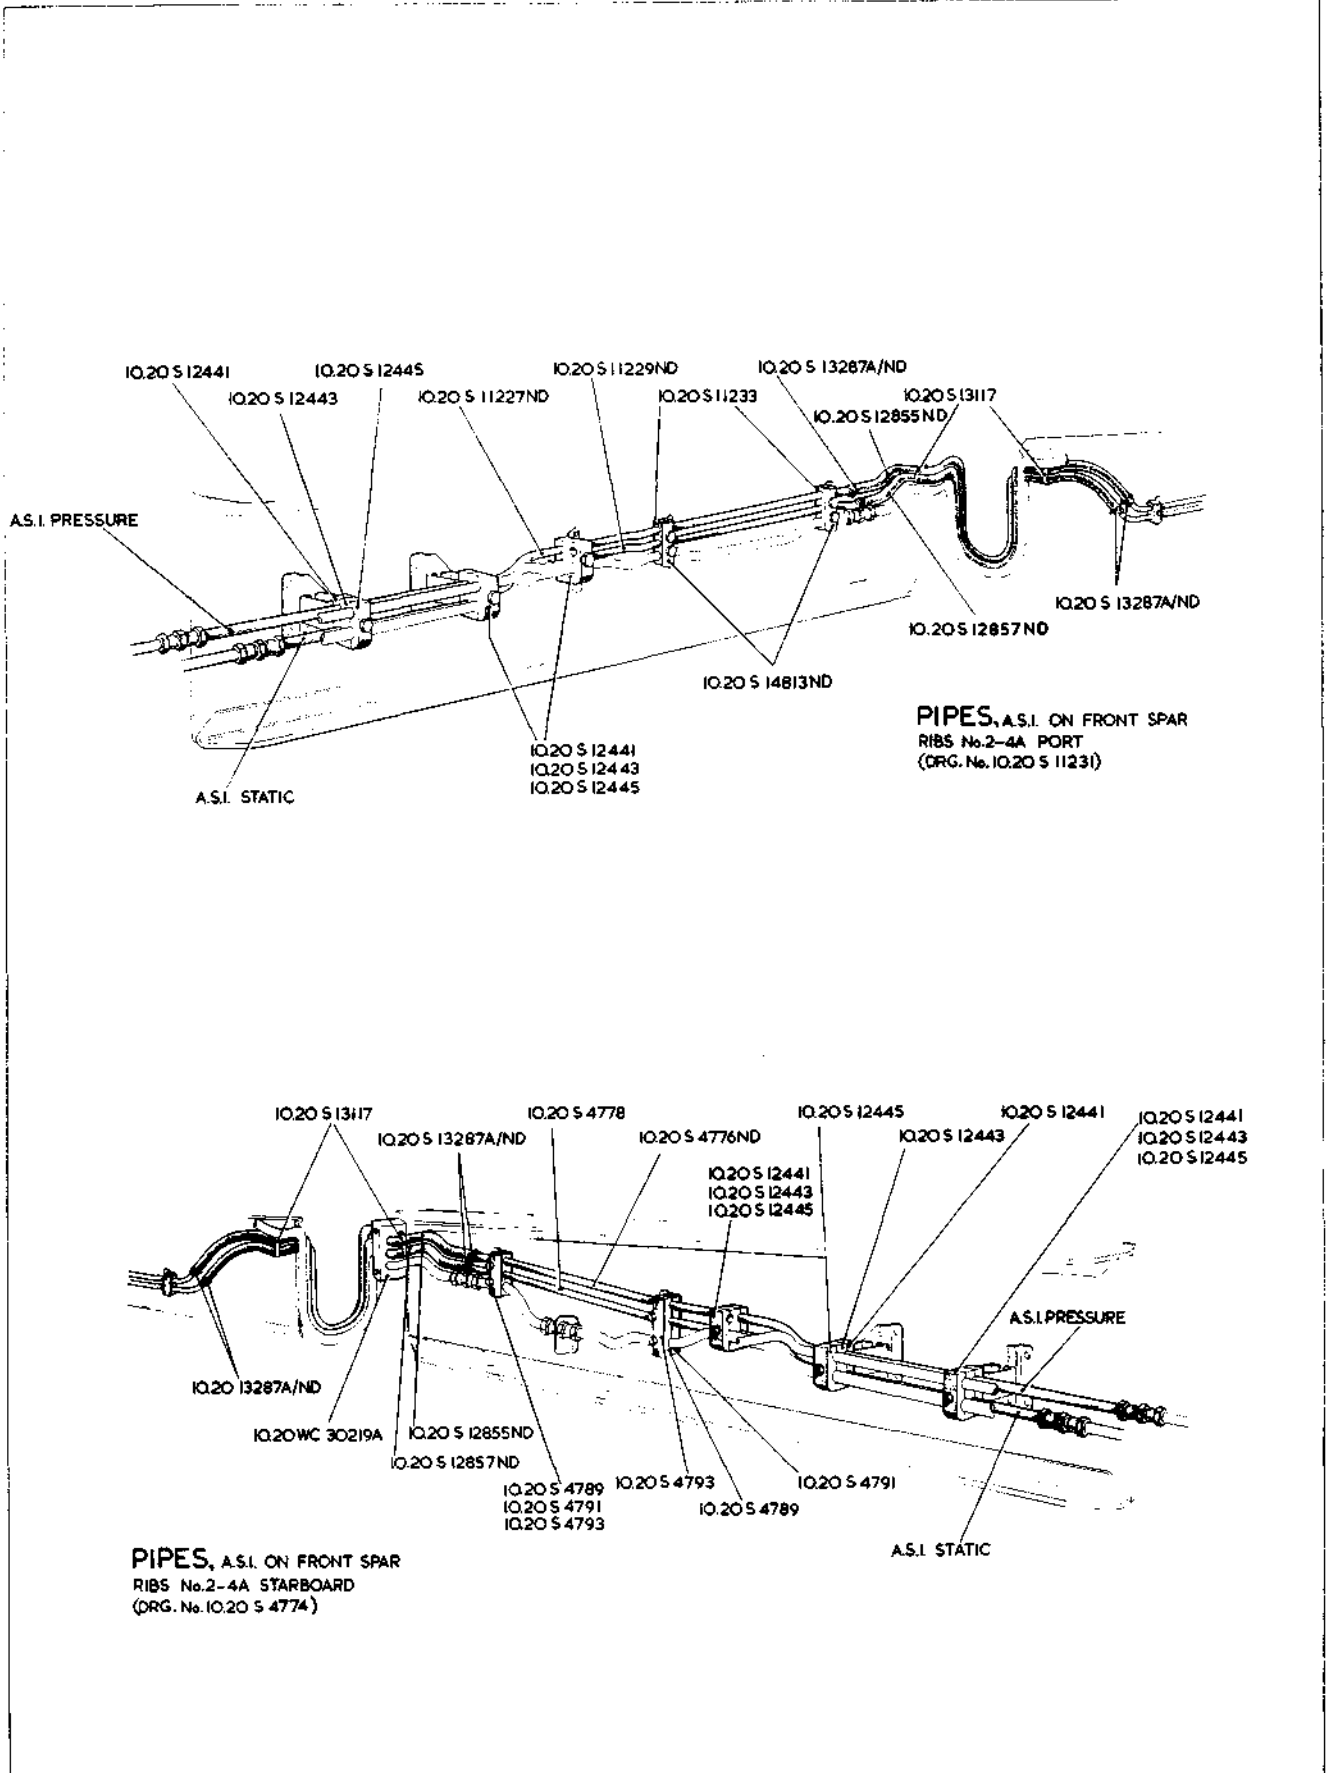 10.20 S 12441
10.20 S 12445
10.20 S 12443
10.20 S 11227ND
10.20 S 11229ND
10.20 S 11233
10.20 S 13287A/ND
10.20 S 13117
10.20 S 12855ND
A.S.I. PRESSURE
10.20 S 13287A/ND
10.20 S 12857ND
10.20 S 14813ND
PIPES, A.S.I. ON FRONT SPAR
RIBS No.2-4A PORT
(DRG. No. 10.20 S 11231)
10.20 S 12441
10.20 S 12443
10.20 S 12445
A.S.I. STATIC
10.20 S 13117
10.20 S 13287A/ND
10.20 S 4778
10.20 S 4776ND
10.20 S 12441
10.20 S 12443
10.20 S 12445
10.20 S 12445
10.20 S 12443
10.20 S 12441
10.20 S 12441
10.20 S 12443
10.20 S 12445
A.S.I. PRESSURE
10.20 13287A/ND
10.20 WC 30219A
10.20 S 12855ND
10.20 S 12857ND
10.20 S 4789
10.20 S 4791
10.20 S 4793
10.20 S 4793
10.20 S 4789
10.20 S 4791
A.S.I. STATIC
PIPES, A.S.I. ON FRONT SPAR
RIBS No.2-4A STARBOARD
(DRG. No. 10.20 S 4774)